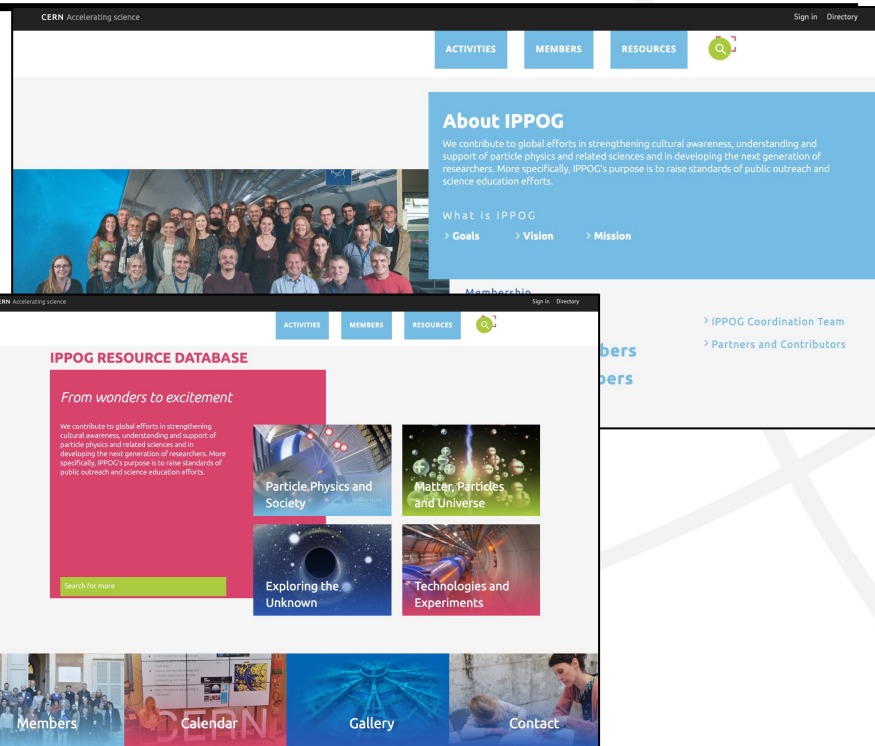 CERN Accelerating science
Sign in Directory
ACTIVITIES MEMBERS RESOURCES
About IPPOG
We contribute to global efforts in strengthening cultural awareness, understanding and
support of particle physics and related sciences and in developing the next generation of
researchers. More specifically, IPPOG's purpose is to raise standards of public outreach and
science education efforts.
What is IPPOG
> Goals > Vision > Mission
Membership
> IPPOG Coordination Team
> Partners and Contributors
bers
bers
CERN Accelerating science
Sign in Directory
ACTIVITIES MEMBERS RESOURCES
IPPOG RESOURCE DATABASE
From wonders to excitement
We contribute to global efforts in strengthening
cultural awareness, understanding and support of
particle physics and related sciences and in
developing the next generation of researchers. More
specifically, IPPOG's purpose is to raise standards of
public outreach and science education efforts.
Search for more
Particle Physics and
Society
Matter, Particles
and Universe
Exploring the
Unknown
Technologies and
Experiments
Members
Calendar
CERN
Gallery
Contact